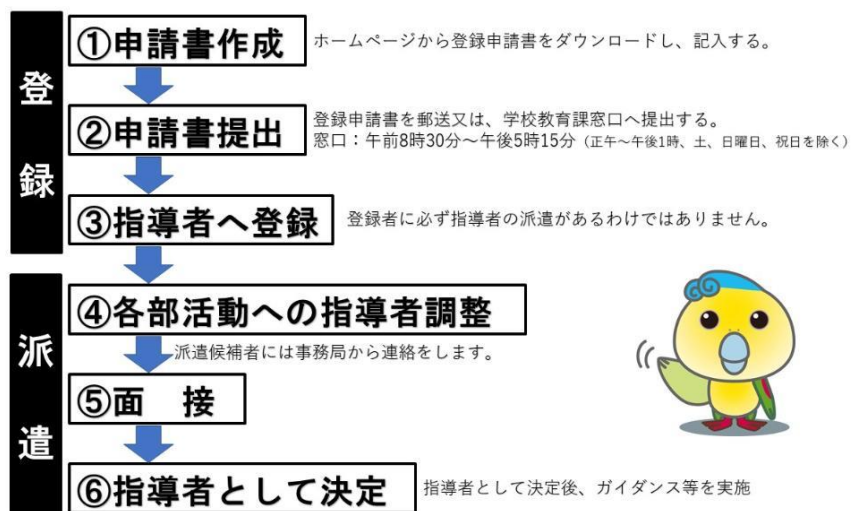 登録
①申請書作成
ホームページから登録申請書をダウンロードし、記入する。
②申請書提出
登録申請書を郵送又は、学校教育課窓口へ提出する。
窓口：午前8時30分～午後5時15分（正午～午後1時、土、日曜日、祝日を除く）
③指導者へ登録
登録者に必ず指導者の派遣があるわけではありません。
派遣
④各部活動への指導者調整
派遣候補者には事務局から連絡をします。
⑤面　接
⑥指導者として決定
指導者として決定後、ガイダンス等を実施